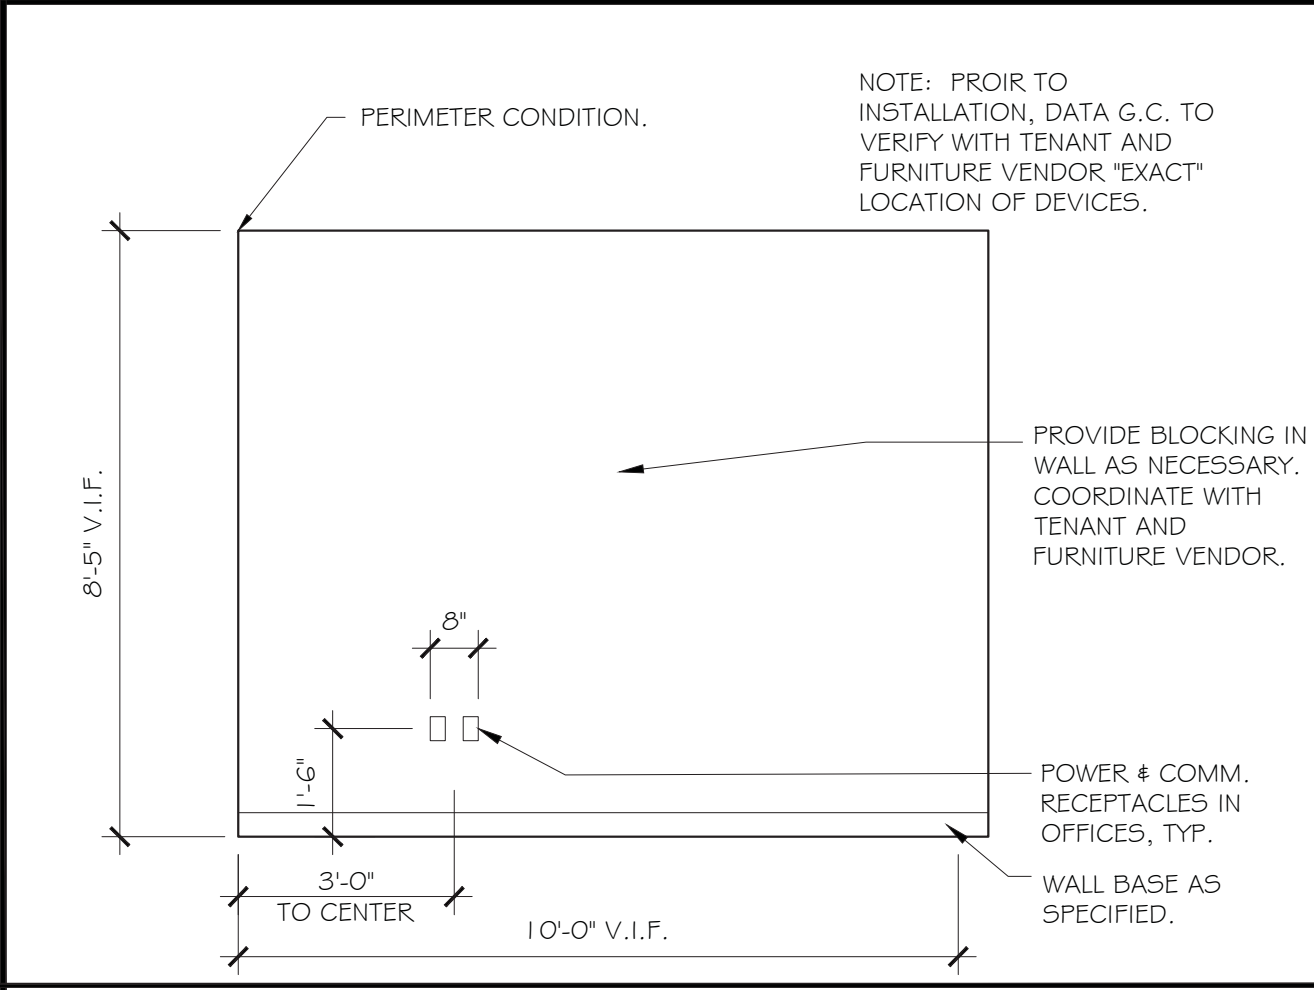 NOTE: PROIR TO
INSTALLATION, DATA G.C. TO
VERIFY WITH TENANT AND
FURNITURE VENDOR "EXACT"
LOCATION OF DEVICES.
PERIMETER CONDITION.
PROVIDE BLOCKING IN
WALL AS NECESSARY.
COORDINATE WITH
TENANT AND
FURNITURE VENDOR.
8'-5" V.I.F.
8"
1'-6"
POWER & COMM.
RECEPTACLES IN
OFFICES, TYP.
WALL BASE AS
SPECIFIED.
3'-0"
TO CENTER
10'-0" V.I.F.